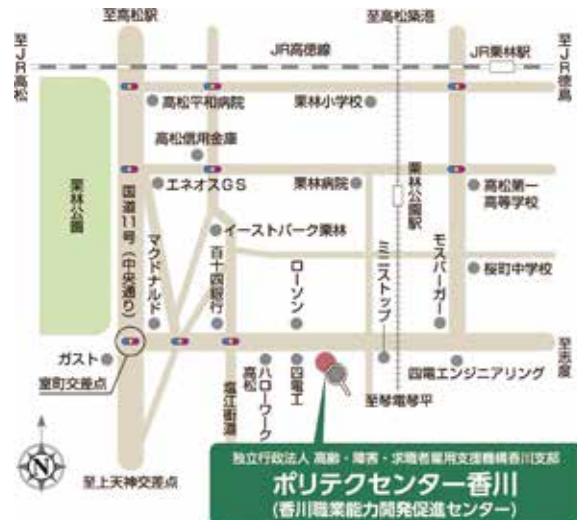 至高松駅
至高松築港
至JR高松
JR高徳線
JR栗林駅
至JR徳島
高松平和病院
栗林小学校
高松信用金庫
栗林公園
国道11号(中央通り)
エネオスGS
栗林病院
栗林公園駅
高松第一
高等学校
イーストパーク栗林
マクドナルド
百十四銀行
ローソン
ミニストップ
モスバーガー
桜町中学校
ガスト
室町交差点
塩江街道
ハローワーク
高松
四電工
四電エンジニアリング
至志度
至琴電琴平
N
至上天神交差点
独立行政法人 高齢・障害・求職者雇用支援機構香川支部
ポリテクセンター香川
(香川職業能力開発促進センター)